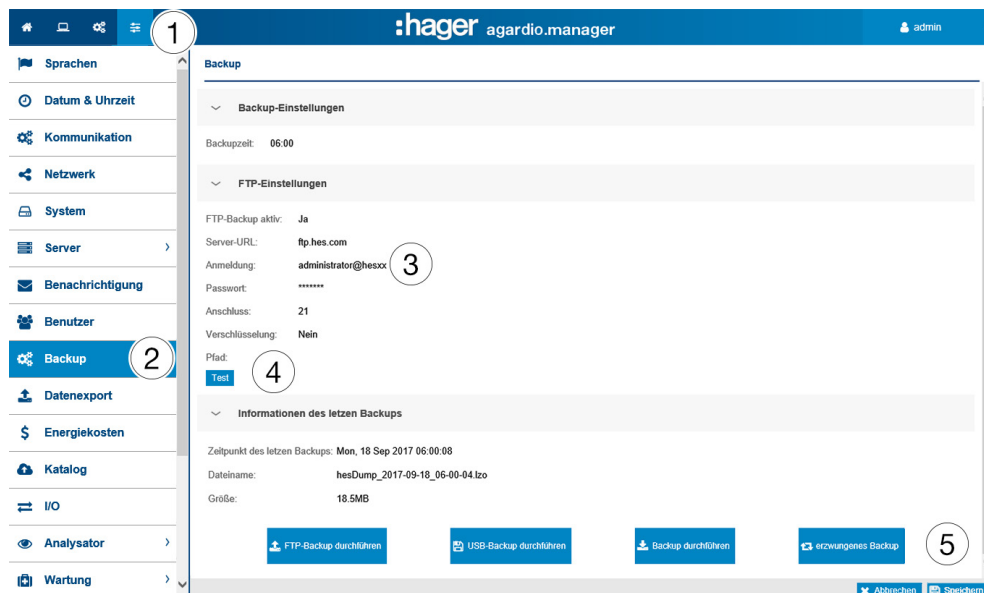 1
:hager agardio.manager
admin
Sprachen
Datum & Uhrzeit
Kommunikation
Netzwerk
System
Server
Benachrichtigung
Benutzer
Backup
2
Datenexport
Energiekosten
Katalog
I/O
Analysator
Wartung
Backup
Backup-Einstellungen
Backupzeit: 06:00
FTP-Einstellungen
FTP-Backup aktiv: Ja
Server-URL: ftp.hes.com
Anmeldung: administrator@hesxx
3
Passwort: *******
Anschluss: 21
Verschlüsselung: Nein
Pfad:
Test
4
Informationen des letzen Backups
Zeitpunkt des letzen Backups: Mon, 18 Sep 2017 06:00:08
Dateiname: hesDump_2017-09-18_06-00-04.lzo
Größe: 18.5MB
FTP-Backup durchführen
USB-Backup durchführen
Backup durchführen
erzwungenes Backup
5
Abbrechen
Speichern